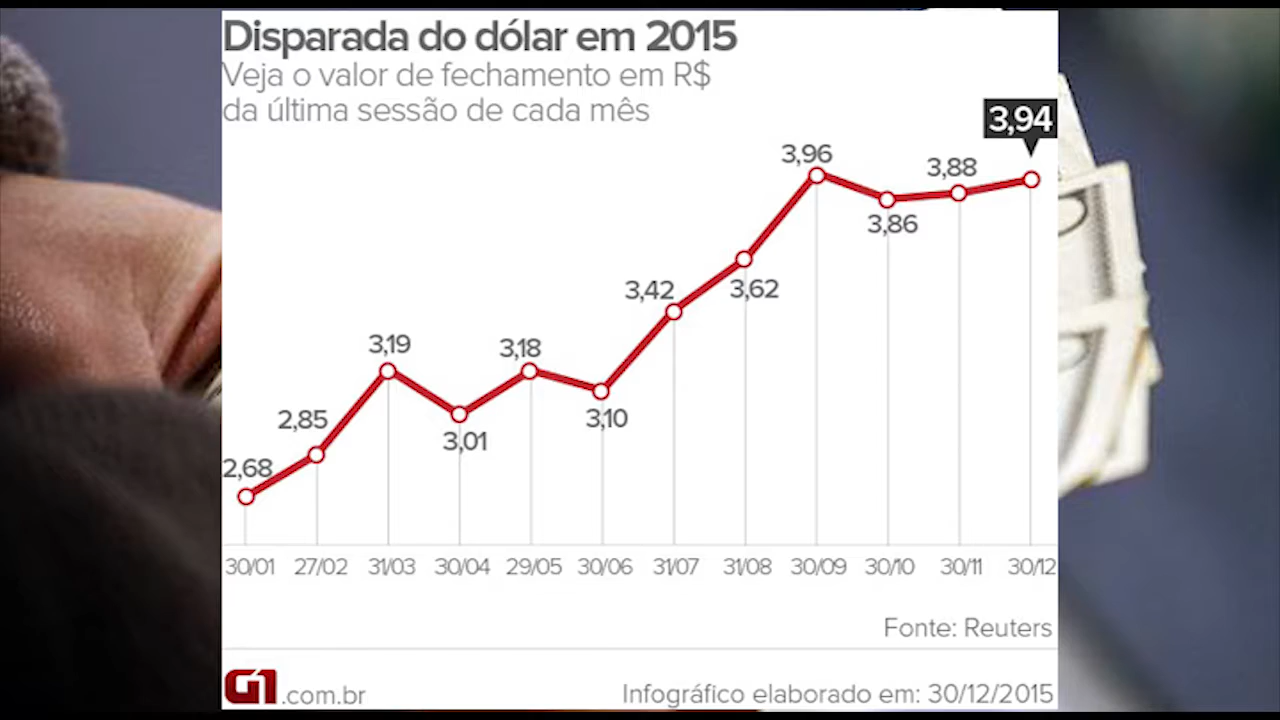 Disparada do dólar em 2015
Veja o valor de fechamento em R$
da última sessão de cada mês
3,94
3,96
3,88
3,86
3,42
3,62
3,19
3,18
3,01
3,10
2,85
2,68
30/01 27/02 31/03 30/04 29/05 30/06 31/07 31/08 30/09 30/10 30/11 30/12
Fonte: Reuters
G1.com.br
Infográfico elaborado em: 30/12/2015